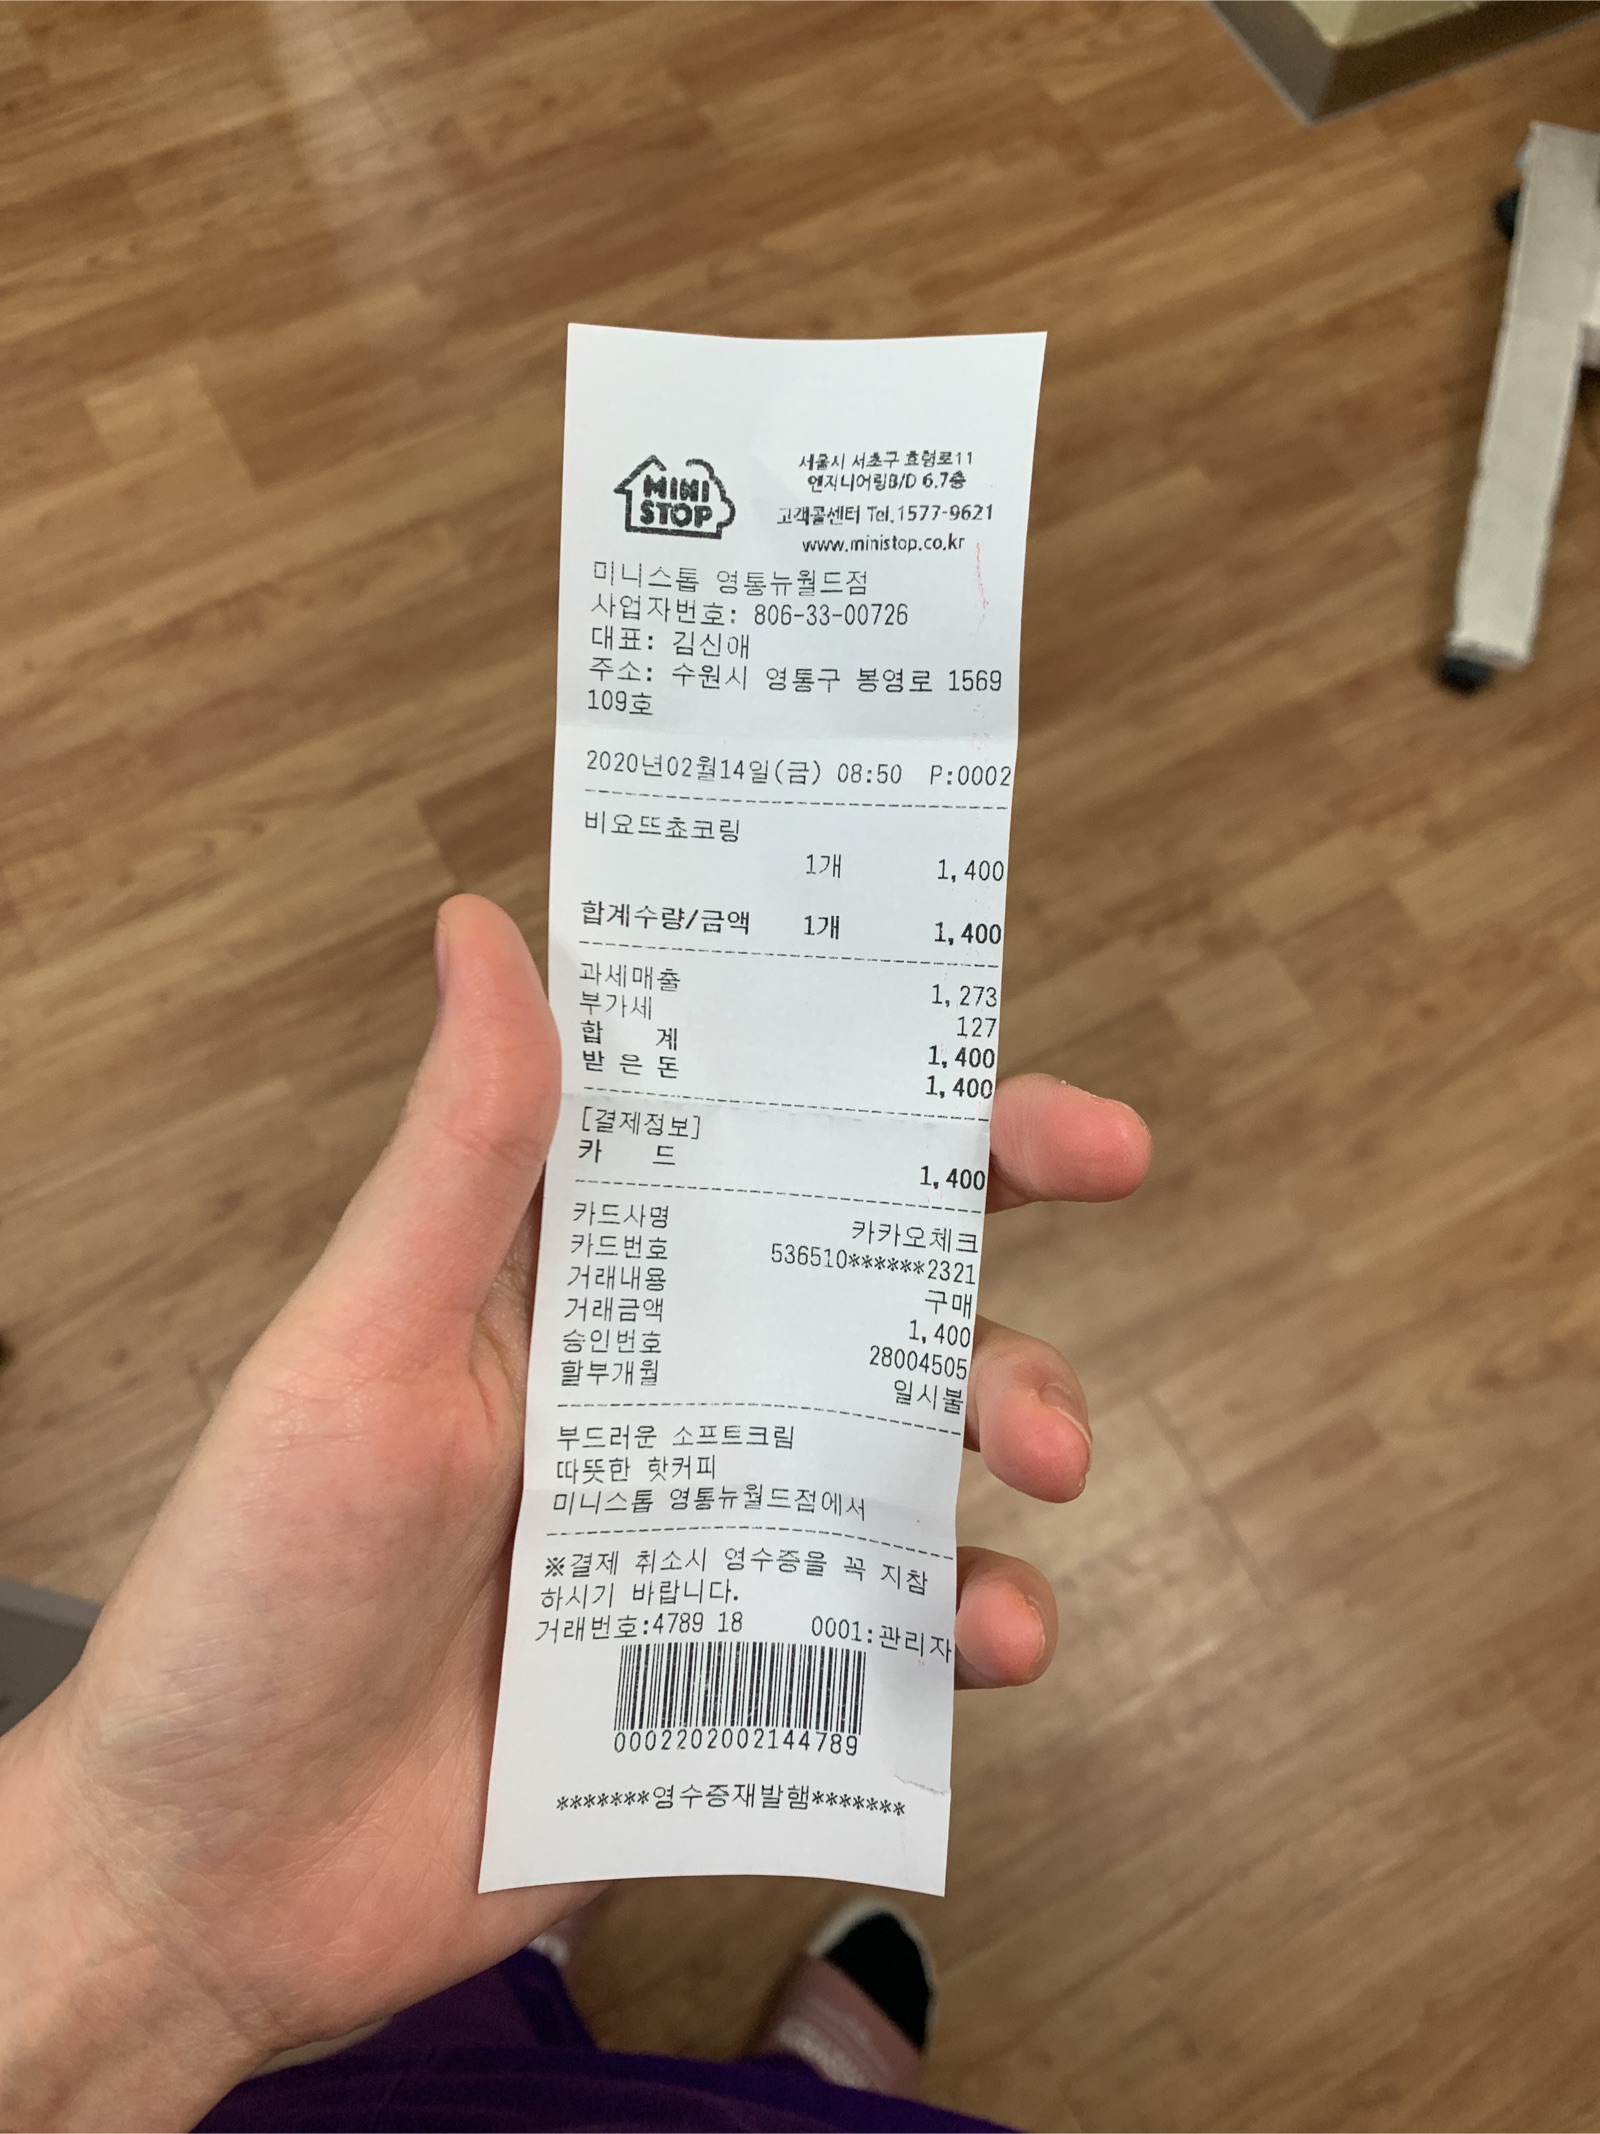 MINI
STOP
서울시 서초구 효령로11
엔지니어링B/D 6.7층
고객콜센터 Tel.1577-9621
www.ministop.co.kr
미니스톱 영통뉴월드점
사업자번호: 806-33-00726
대표: 김신애
주소: 수원시 영통구 봉영로 1569
109호
2020년02월14일(금) 08:50 P:0002
비요뜨쵸코링
1개 1,400
합계수량/금액 1개 1,400
과세매출 1,273
부가세 127
합 계 1,400
받 은 돈 1,400
[결제정보]
카 드 1,400
카드사명 카카오체크
카드번호 536510******2321
거래내용 구매
거래금액 1,400
승인번호 28004505
할부개월 일시불
부드러운 소프트크림
따뜻한 핫커피
미니스톱 영통뉴월드점에서
※결제 취소시 영수증을 꼭 지참
하시기 바랍니다.
거래번호:4789 18 0001:관리자
0002202002144789
*******영수증재발행*******